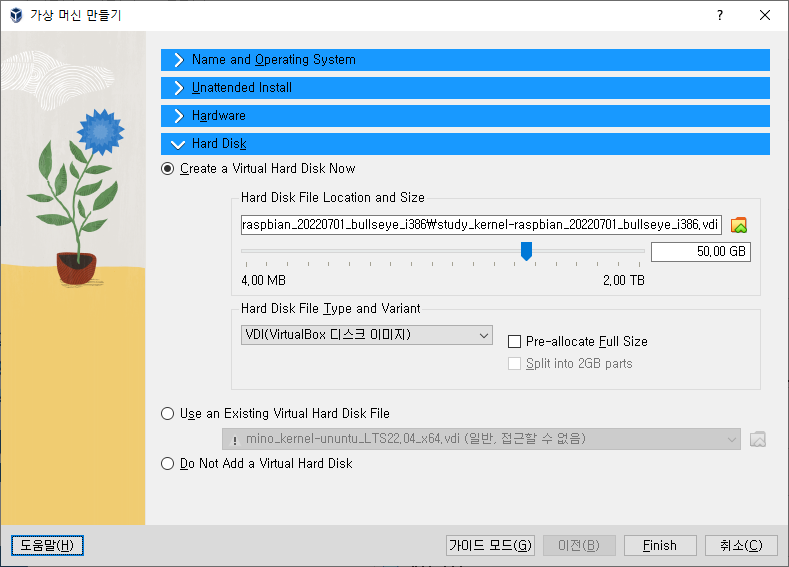 가상 머신 만들기
Name and Operating System
Unattended Install
Hardware
Hard Disk
Create a Virtual Hard Disk Now
Hard Disk File Location and Size
raspbian_20220701_bullseye_i386₩study_kernel-raspbian_20220701_bullseye_i386.vdi
50.00 GB
4.00 MB 2.00 TB
Hard Disk File Type and Variant
VDI(VirtualBox 디스크 이미지)
Pre-allocate Full Size
Split into 2GB parts
Use an Existing Virtual Hard Disk File
mino_kernel-ununtu_LTS22.04_x64.vdi (일반, 접근할 수 없음)
Do Not Add a Virtual Hard Disk
도움말(H) 가이드 모드(G) 이전(B) Finish 취소(C)